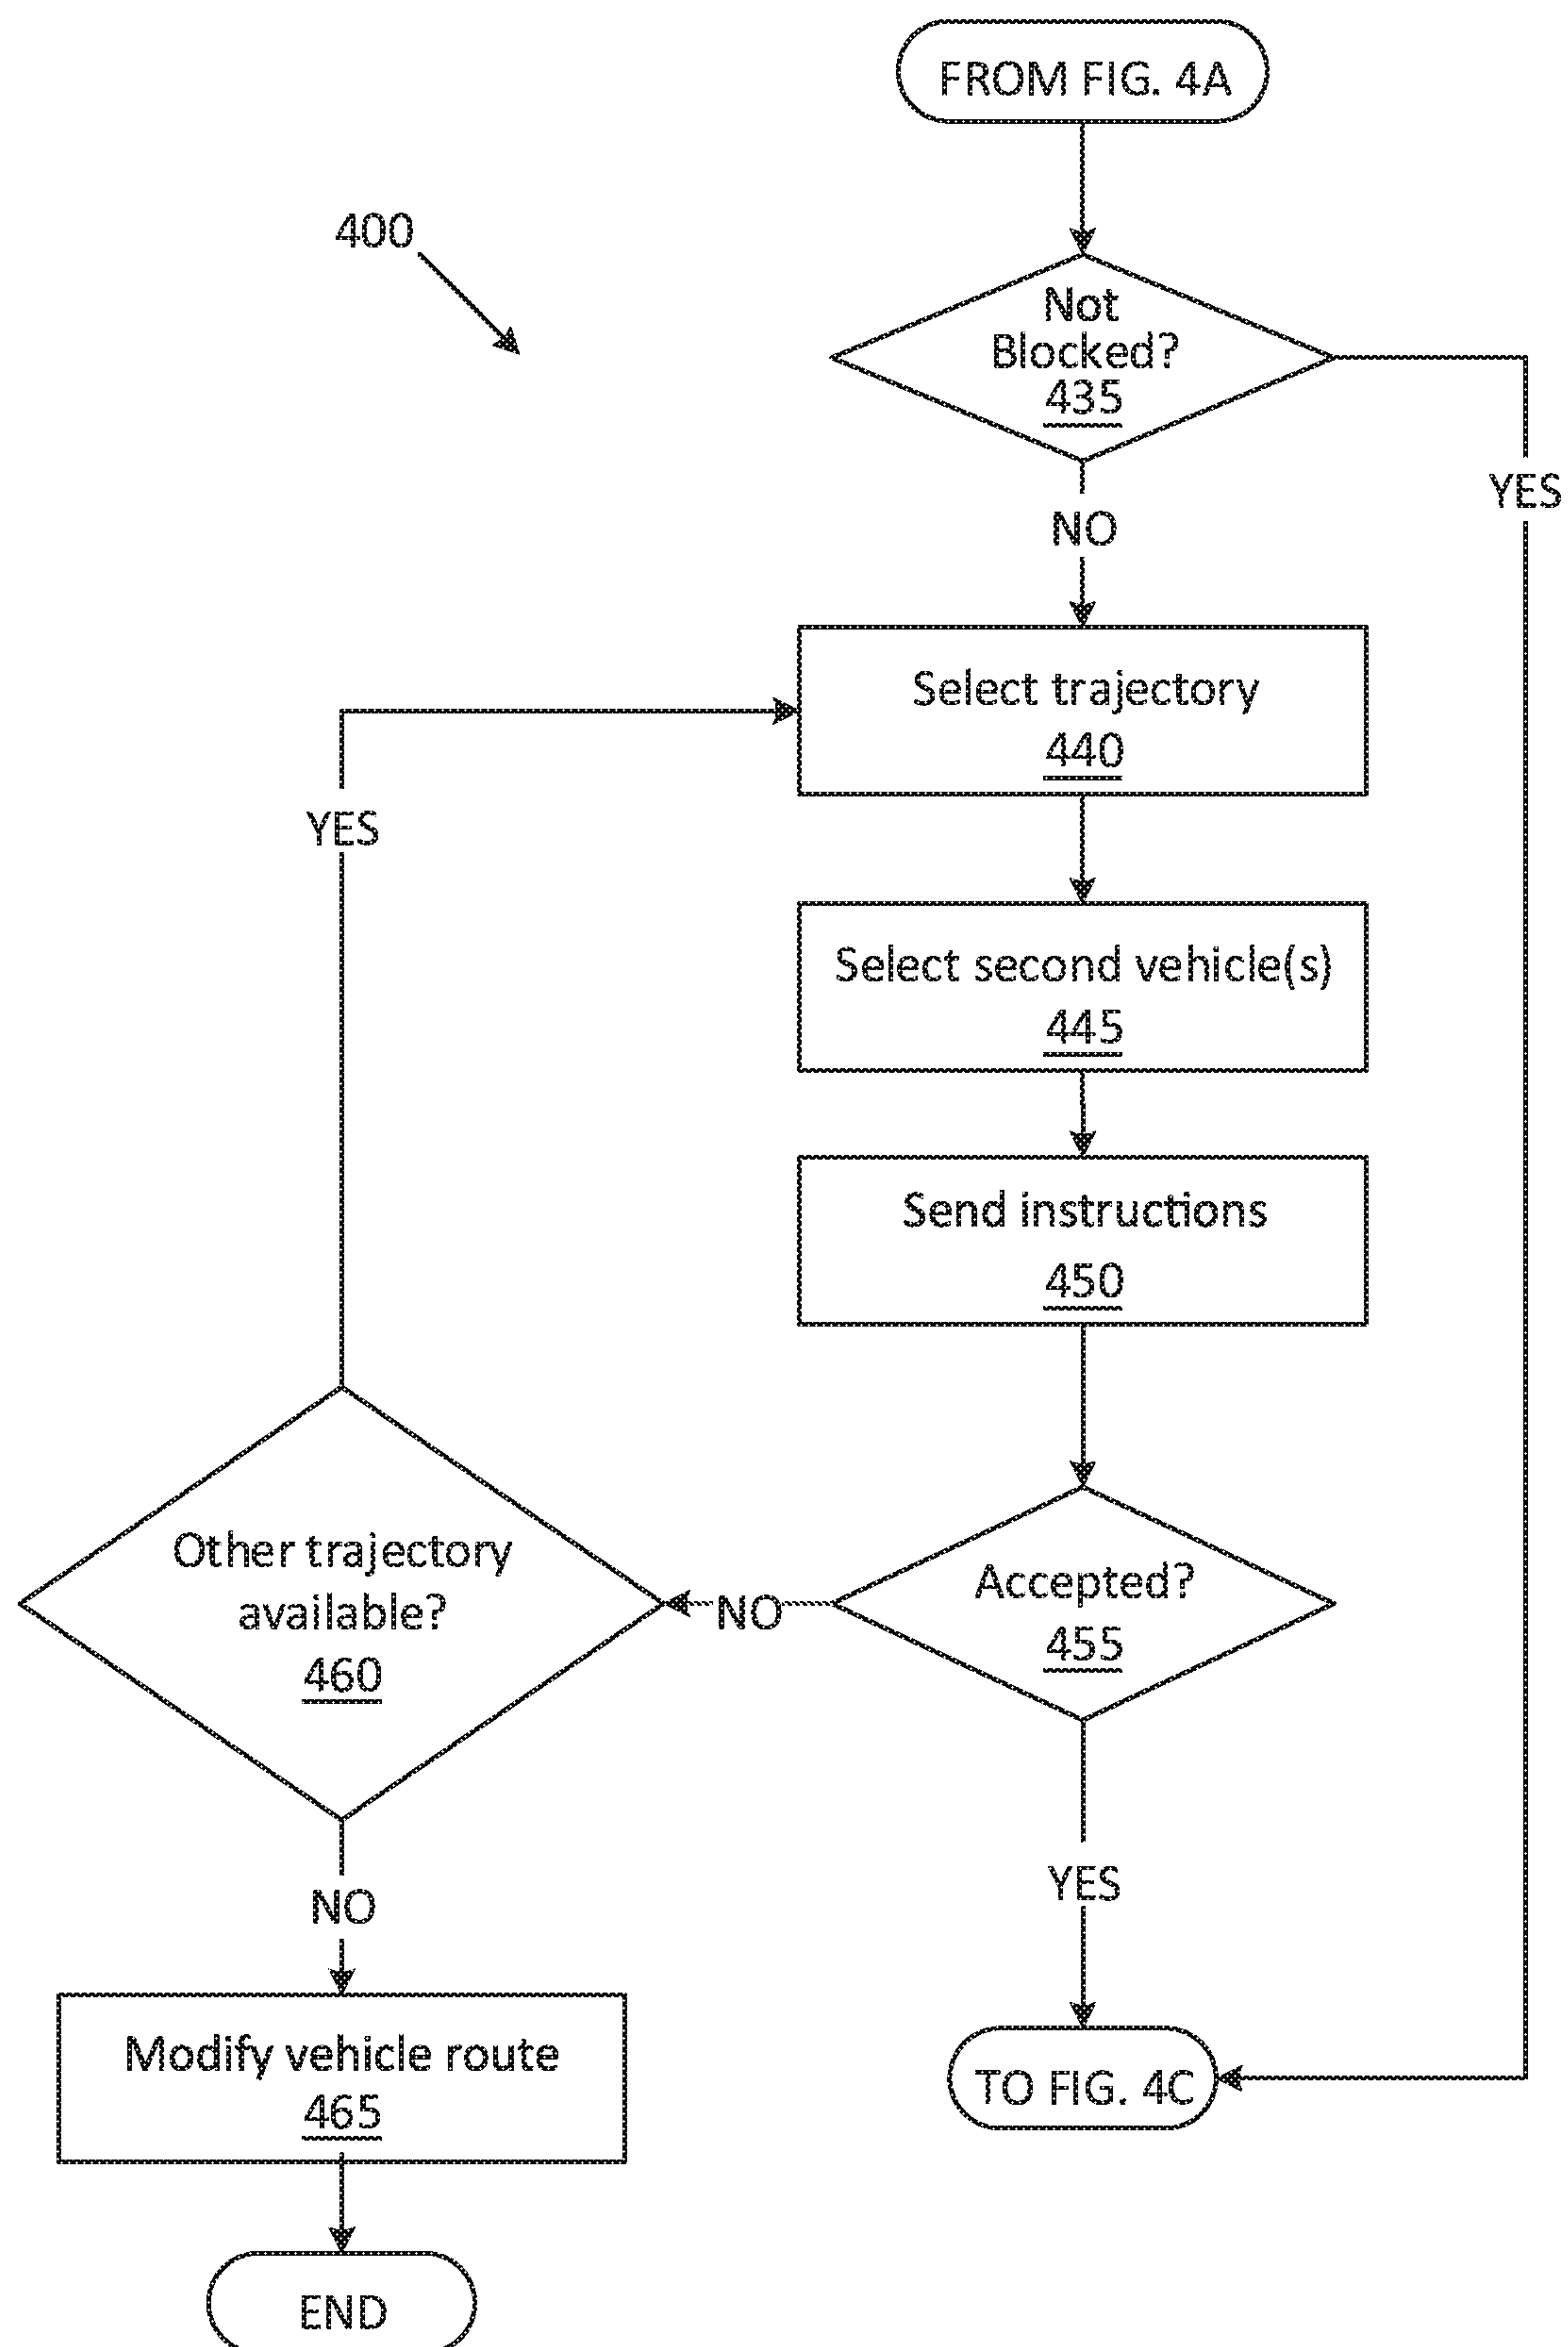 FROM FIG. 4A
400
Not
Blocked?
435
YES
NO
Select trajectory
440
YES
Select second vehicle(s)
445
Send instructions
450
Other trajectory
available?
460
NO
Accepted?
455
YES
NO
Modify vehicle route
465
TO FIG. 4C
END